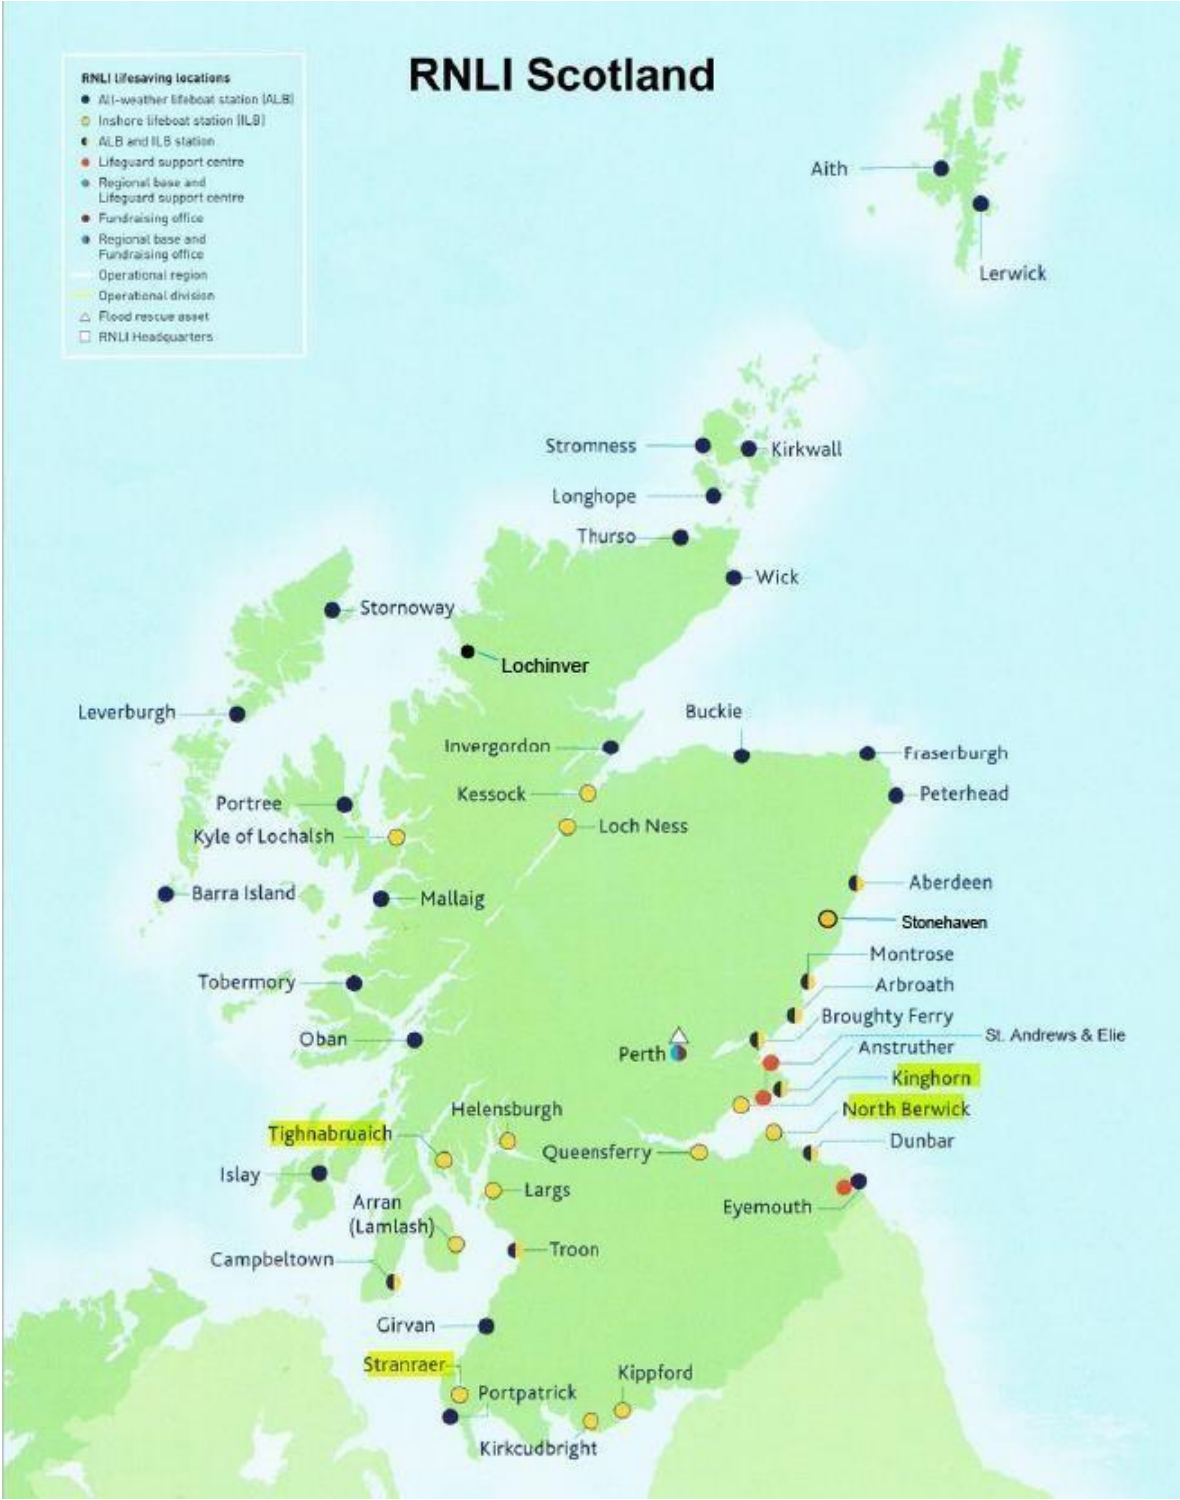 RNLI Scotland
RNLI lifesaving locations
All-weather lifeboat station (ALB)
Inshore lifeboat station (ILB)
ALB and ILB station
Lifeguard support centre
Regional base and
Lifeguard support centre
Fundraising office
Regional base and
Fundraising office
Operational region
Operational division
Flood rescue asset
RNLI Headquarters
Aith
Lerwick
Stromness
Kirkwall
Longhope
Thurso
Wick
Stornoway
Lochinver
Leverburgh
Buckie
Invergordon
Fraserburgh
Kessock
Peterhead
Portree
Loch Ness
Kyle of Lochalsh
Aberdeen
Barra Island
Mallaig
Stonehaven
Montrose
Tobermory
Arbroath
Broughty Ferry
St. Andrews & Elie
Oban
Anstruther
Perth
Kinghorn
Helensburgh
North Berwick
Tighnabruaich
Dunbar
Queensferry
Islay
Largs
Arran
(Lamlash)
Eyemouth
Troon
Campbeltown
Girvan
Stranraer
Kippford
Portpatrick
Kirkcudbright